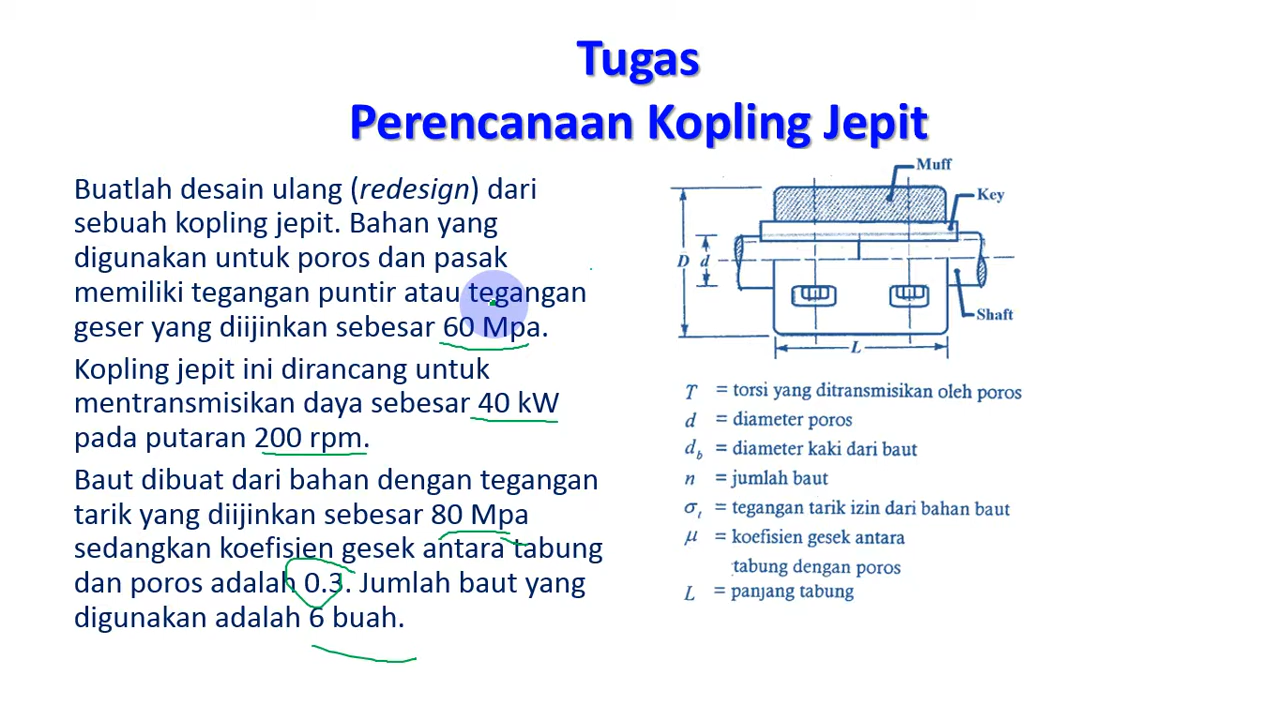 Tugas
Perencanaan Kopling Jepit
Buatlah desain ulang (redesign) dari
sebuah kopling jepit. Bahan yang
digunakan untuk poros dan pasak
memiliki tegangan puntir atau tegangan
geser yang diijinkan sebesar 60 Mpa.
Kopling jepit ini dirancang untuk
mentransmisikan daya sebesar 40 kW
pada putaran 200 rpm.
Baut dibuat dari bahan dengan tegangan
tarik yang diijinkan sebesar 80 Mpa
sedangkan koefisien gesek antara tabung
dan poros adalah 0.3. Jumlah baut yang
digunakan adalah 6 buah.
Muff
Key
D
d
Shaft
L
T = torsi yang ditransmisikan oleh poros
d = diameter poros
d_b = diameter kaki dari baut
n = jumlah baut
σ_t = tegangan tarik izin dari bahan baut
μ = koefisien gesek antara
tabung dengan poros
L = panjang tabung